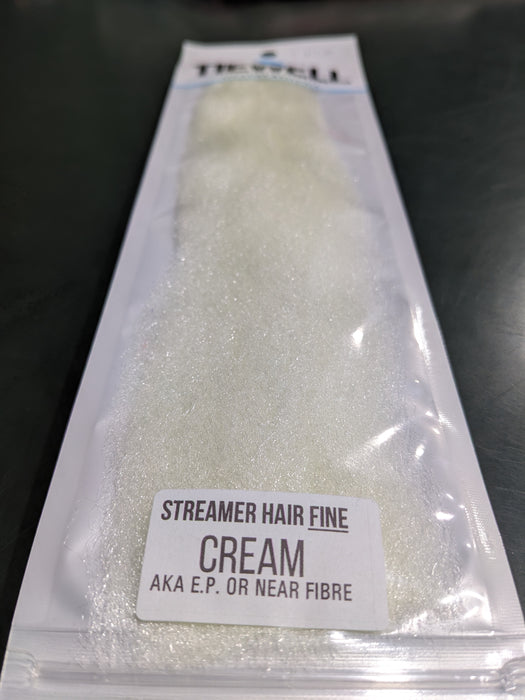 TIEWELL
STREAMER HAIR FINE
CREAM
AKA E.P. OR NEAR FIBRE